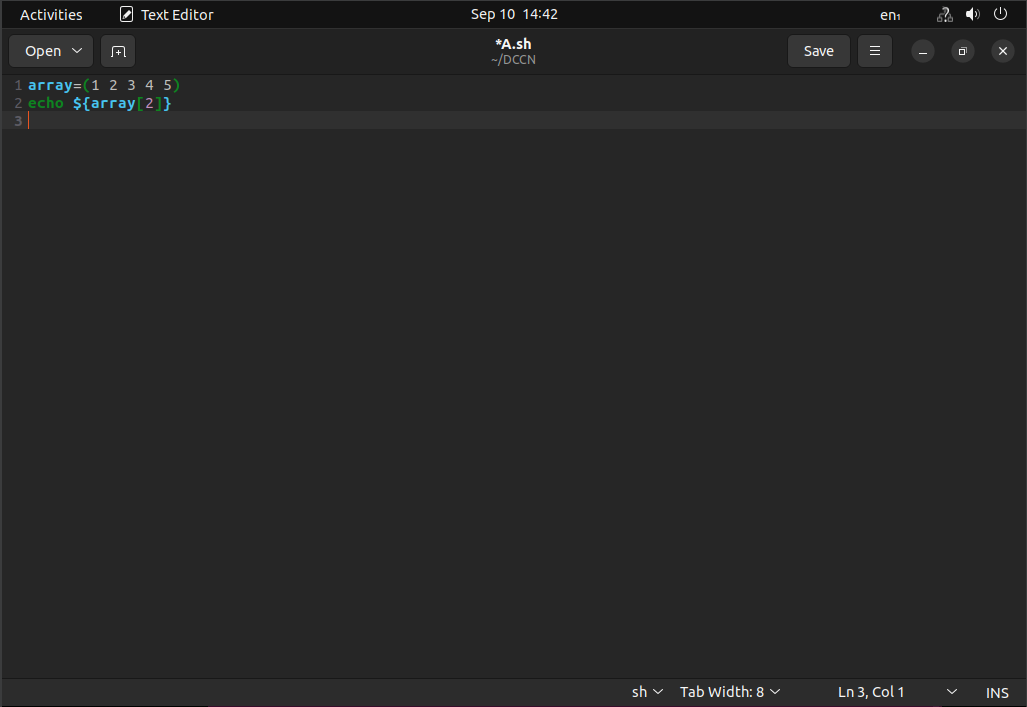 Activities Text Editor Sep 10 14:42 en₁
Open *A.sh Save
~/DCCN
1 array=(1 2 3 4 5)
2 echo ${array[2]}
3
sh Tab Width: 8 Ln 3, Col 1 INS